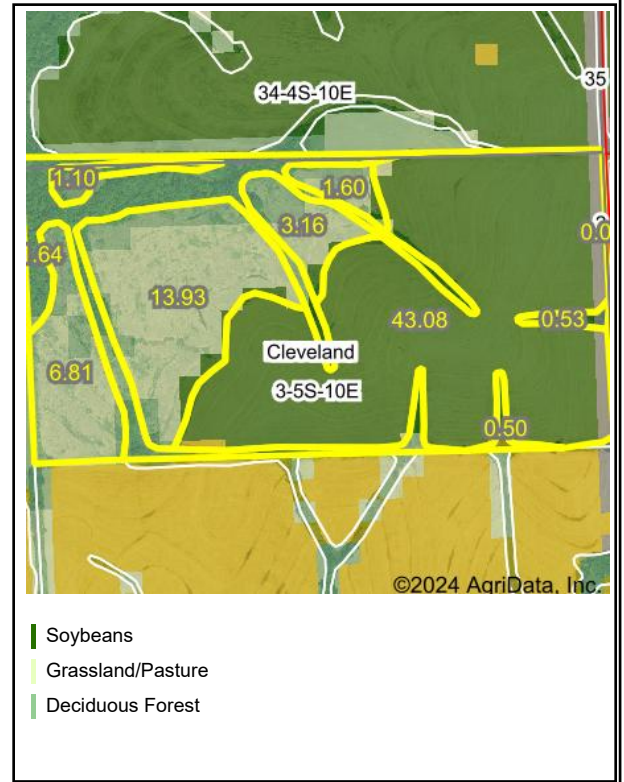 34-4S-10E
35
1.10
1.60
3.16
0.0
.64
13.93
43.08
0.53
Cleveland
6.81
3-5S-10E
0.50
©2024 AgriData, Inc.
Soybeans
Grassland/Pasture
Deciduous Forest